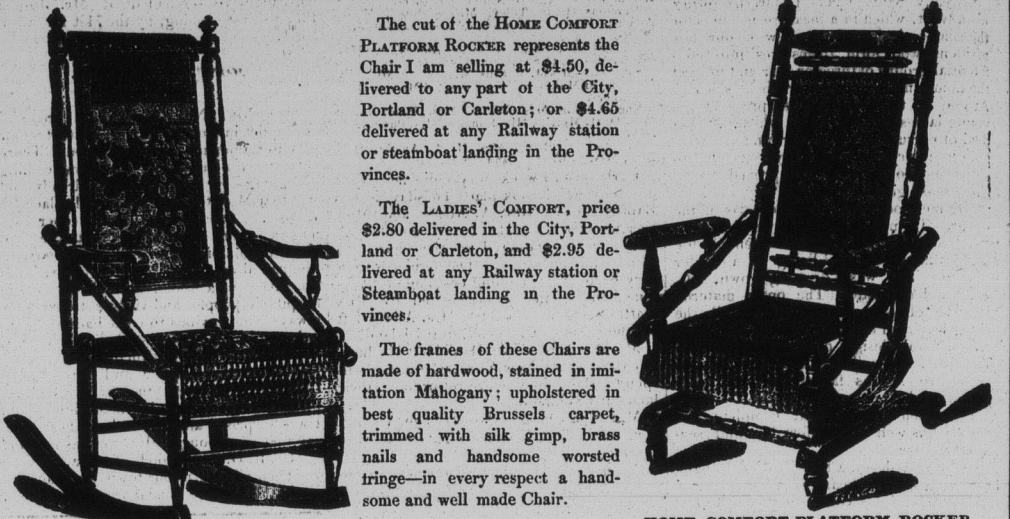 The cut of the HOME COMFORT
PLATFORM ROCKER represents the
Chair I am selling at $4.50, de-
livered to any part of the City,
Portland or Carleton; or $4.65
delivered at any Railway station
or steamboat landing in the Pro-
vinces.
The LADIES' COMFORT, price
$2.80 delivered in the City, Port-
land or Carleton, and $2.95 de-
livered at any Railway station or
Steamboat landing in the Pro-
vinces.
The frames of these Chairs are
made of hardwood, stained in imi-
tation Mahogany; upholstered in
best quality Brussels carpet,
trimmed with silk gimp, brass
nails and handsome worsted
fringe—in every respect a hand-
some and well made Chair.
HOME COMFORT PLATFORM ROCKER